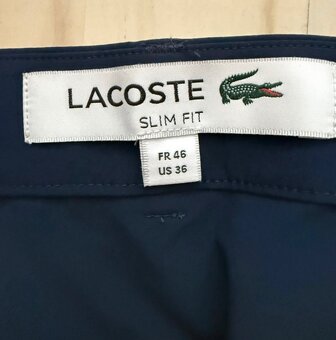 LACOSTE
SLIM FIT
FR 46
US 36